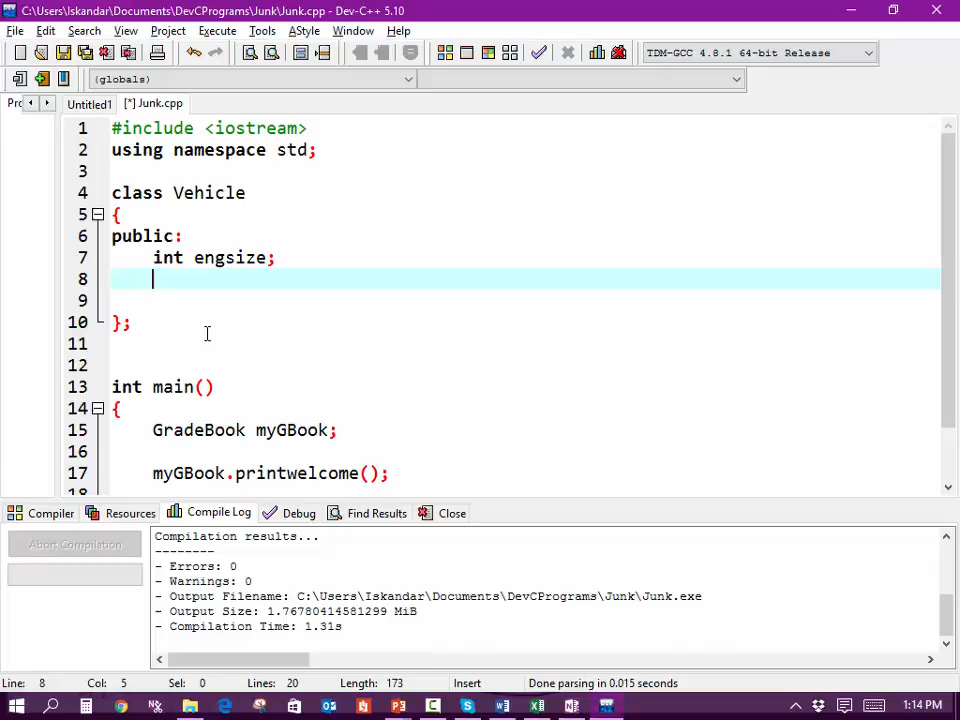 C:\Users\Iskandar\Documents\DevCPrograms\Junk\Junk.cpp - Dev-C++ 5.10
File Edit Search View Project Execute Tools AStyle Window Help
TDM-GCC 4.8.1 64-bit Release
(globals)
Prc Untitled1 [*] Junk.cpp
1 #include <iostream>
2 using namespace std;
3
4 class Vehicle
5 {
6 public:
7 int engsize;
8
9
10 };
11
12
13 int main()
14 {
15 GradeBook myGBook;
16
17 myGBook.printwelcome();
18
Compiler Resources Compile Log Debug Find Results Close
Abort Compilation
Compilation results...
--------
- Errors: 0
- Warnings: 0
- Output Filename: C:\Users\Iskandar\Documents\DevCPrograms\Junk\Junk.exe
- Output Size: 1.76780414581299 MiB
- Compilation Time: 1.31s
Line: 8 Col: 5 Sel: 0 Lines: 20 Length: 173 Insert Done parsing in 0.015 seconds
1:14 PM